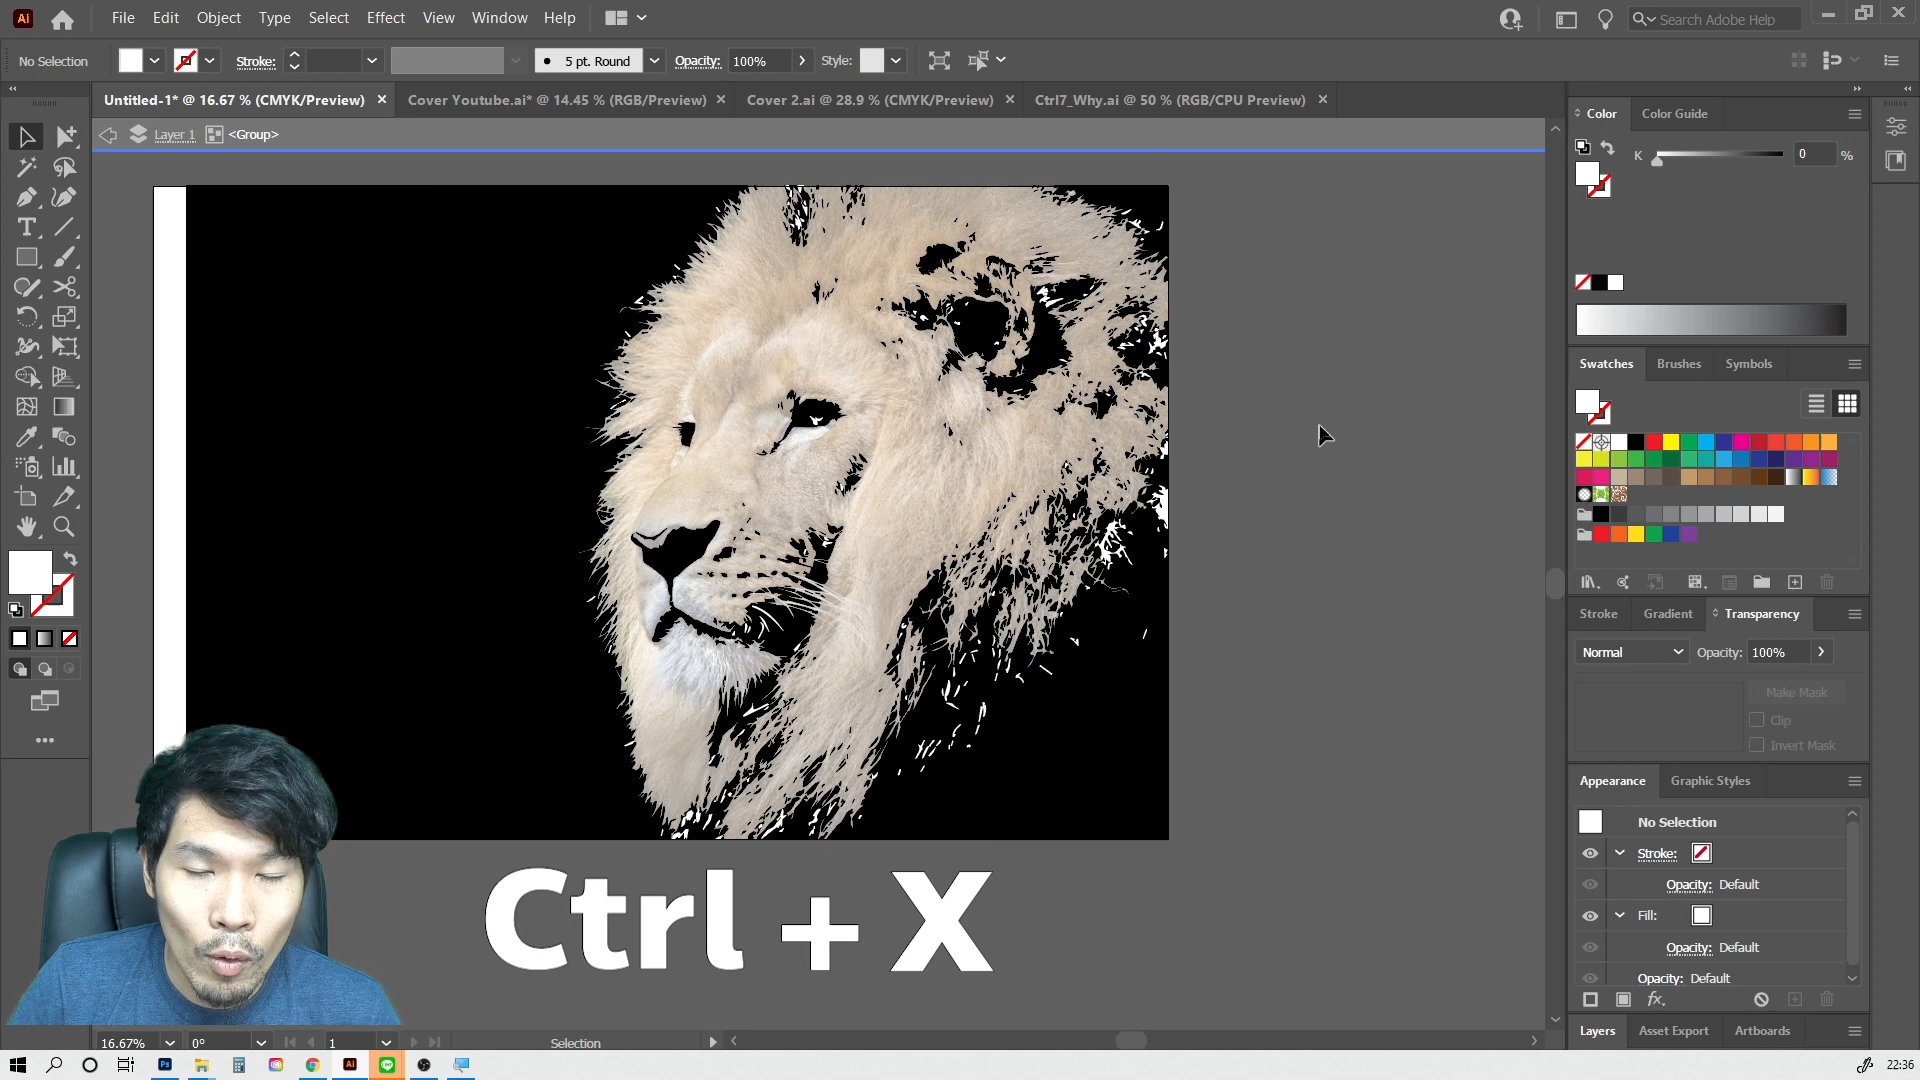 Ai File Edit Object Type Select Effect View Window Help Search Adobe Help
No Selection Stroke: 5 pt. Round Opacity: 100% Style:
Untitled-1* @ 16.67 % (CMYK/Preview) Cover Youtube.ai* @ 14.45 % (RGB/Preview) Cover 2.ai @ 28.9 % (CMYK/Preview) Ctrl7_Why.ai @ 50 % (RGB/CPU Preview)
Layer 1 <Group>
Color Color Guide
K 0 %
Swatches Brushes Symbols
Stroke Gradient Transparency
Normal Opacity: 100%
Make Mask
Clip
Invert Mask
Appearance Graphic Styles
No Selection
Stroke:
Opacity: Default
Fill:
Opacity: Default
Opacity: Default
fx.
Ctrl + X
Layers Asset Export Artboards
16.67% 0° 1 Selection
Ps Ai 22:36